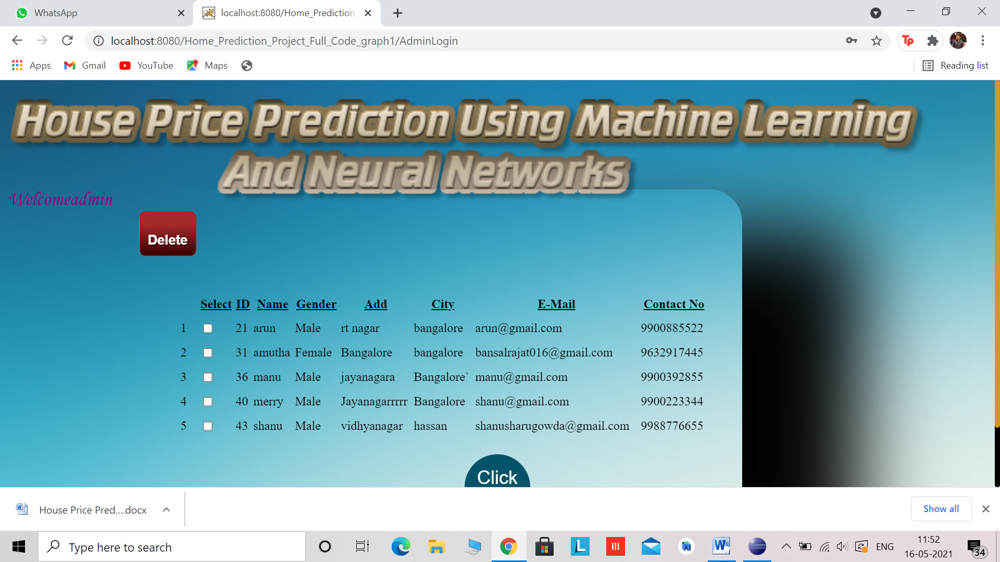 WhatsApp
localhost:8080/Home_Prediction_
localhost:8080/Home_Prediction_Project_Full_Code_graph1/AdminLogin
Tp
Apps Gmail YouTube Maps Reading list
House Price Prediction Using Machine Learning
And Neural Networks
Welcomeadmin
Delete
Select ID Name Gender Add City E-Mail Contact No
1 21 arun Male rt nagar bangalore arun@gmail.com 9900885522
2 31 amutha Female Bangalore bangalore bansalrajat016@gmail.com 9632917445
3 36 manu Male jayanagara Bangalore` manu@gmail.com 9900392855
4 40 merry Male Jayanagarrrrr Bangalore shanu@gmail.com 9900223344
5 43 shanu Male vidhyanagar hassan shanusharugowda@gmail.com 9988776655
Click
House Price Pred....docx Show all
Type here to search
L
W
ENG
11:52
16-05-2021
34